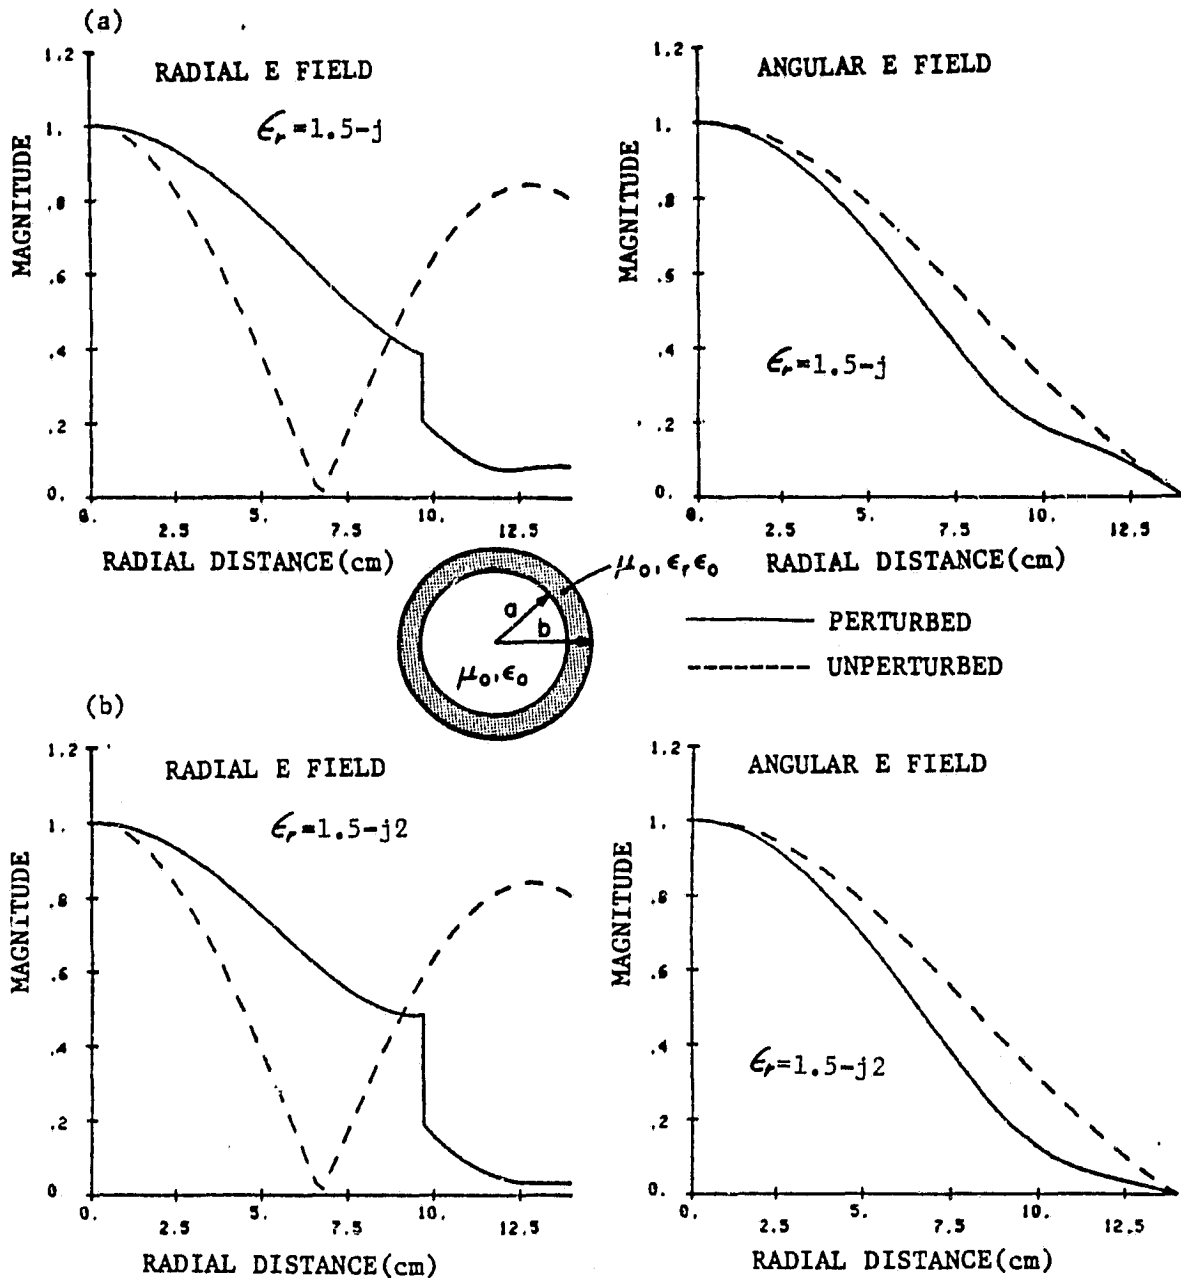 (a)
RADIAL E FIELD
ϵr=1.5-j
MAGNITUDE
1.2
1.
.8
.6
.4
.2
0.
0. 2.5 5. 7.5 10. 12.5
RADIAL DISTANCE(cm)
ANGULAR E FIELD
ϵr=1.5-j
MAGNITUDE
1.2
1.
.8
.6
.4
.2
0.
0. 2.5 5. 7.5 10. 12.5
RADIAL DISTANCE(cm)
μ0,ϵrϵ0
a
b
μ0,ϵ0
PERTURBED
UNPERTURBED
(b)
RADIAL E FIELD
ϵr=1.5-j2
MAGNITUDE
1.2
1.
.8
.6
.4
.2
0.
0. 2.5 5. 7.5 10. 12.5
RADIAL DISTANCE(cm)
ANGULAR E FIELD
ϵr=1.5-j2
MAGNITUDE
1.2
1.
.8
.6
.4
.2
0.
0. 2.5 5. 7.5 10. 12.5
RADIAL DISTANCE(cm)